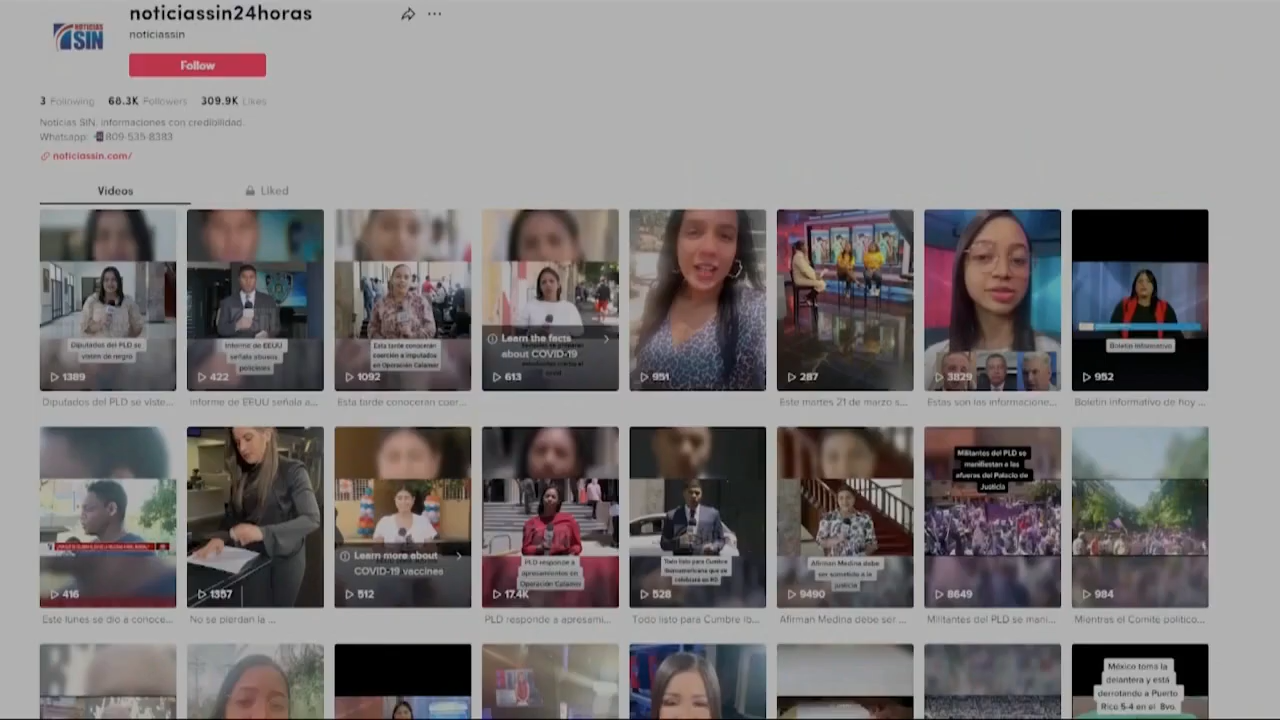 noticiassin24horas
noticiassin
NOTICIAS
SIN
Follow
3 Following 68.3K Followers 309.9K Likes
Noticias SIN, informaciones con credibilidad.
Whatsapp: 809-535-8383
noticiassin.com/
Videos
Liked
Diputados del PLD se
visten de negro
1389
Informe de EEUU
señala abusos
policiales
422
Esta tarde conocerán
coerción a imputados
en Operación Calamar
1092
Learn the facts
about COVID-19
613
951
287
3829
Boletín Informativo
952
Diputados del PLD se viste...
Informe de EEUU señala a...
Esta tarde conocerán coer...
Este martes 21 de marzo s...
Estas son las informacione...
Boletín informativo de hoy ...
416
1357
Learn more about
COVID-19 vaccines
512
PLD responde a
apresamientos en
Operación Calamar
17.4K
Todo listo para Cumbre
Iberoamericana que se
celebrará en RD
528
Afirman Medina debe
ser sometido a la
justicia
9490
Militantes del PLD se
manifiestan a las
afueras del Palacio de
Justicia
8649
984
Este lunes se dio a conoce...
No se pierdan la ...
PLD responde a apresami...
Todo listo para Cumbre Ib...
Afirman Medina debe ser ...
Militantes del PLD se mani...
Mientras el Comité político...
México toma la
delantera y está
derrotando a Puerto
Rico 5-4 en el 8vo.